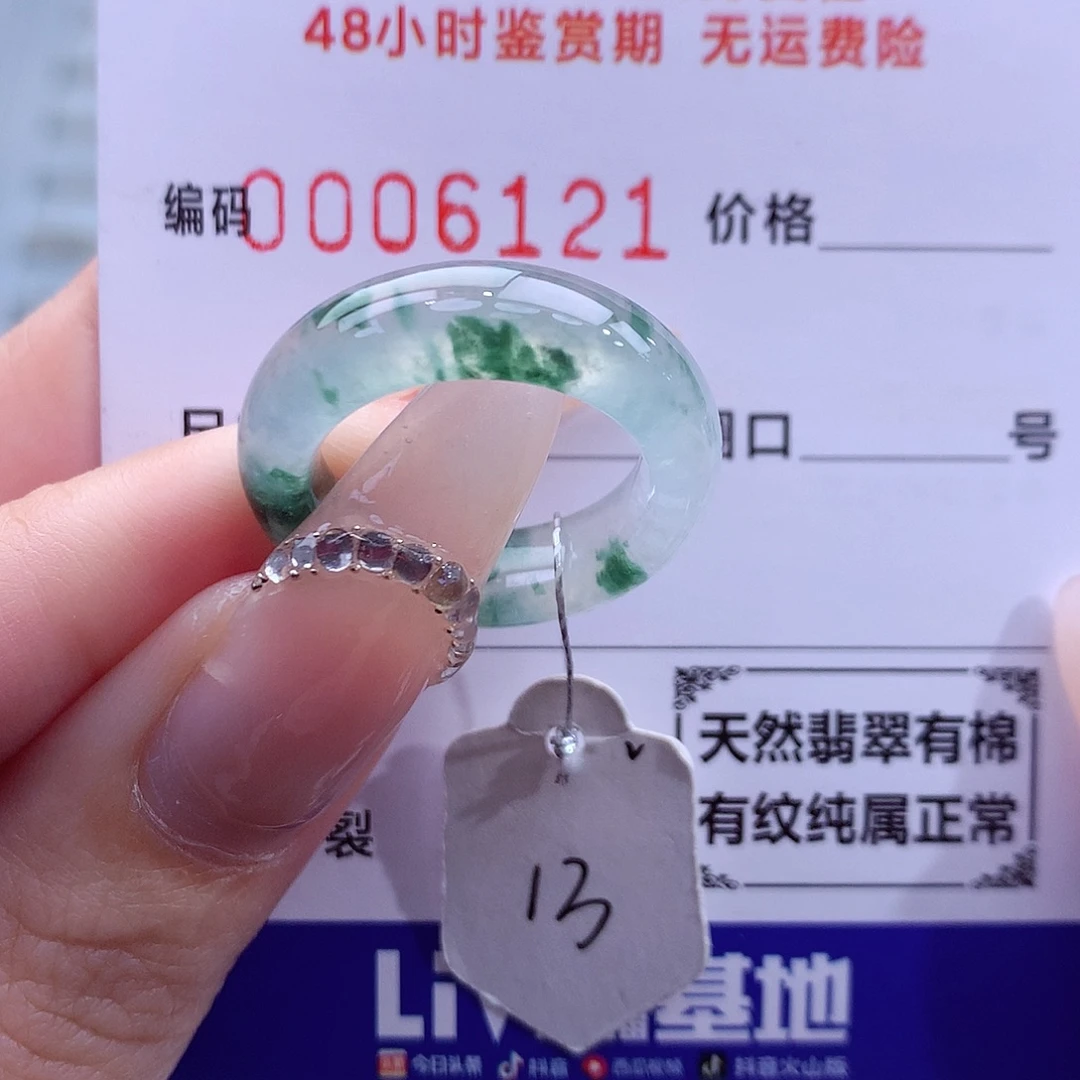 48小时鉴赏期 无运费险
编码0006121 价格
口 号
裂
天然翡翠有棉
有纹纯属正常
13
Li 基地
今日头条 抖音 西瓜视频 抖音火山版